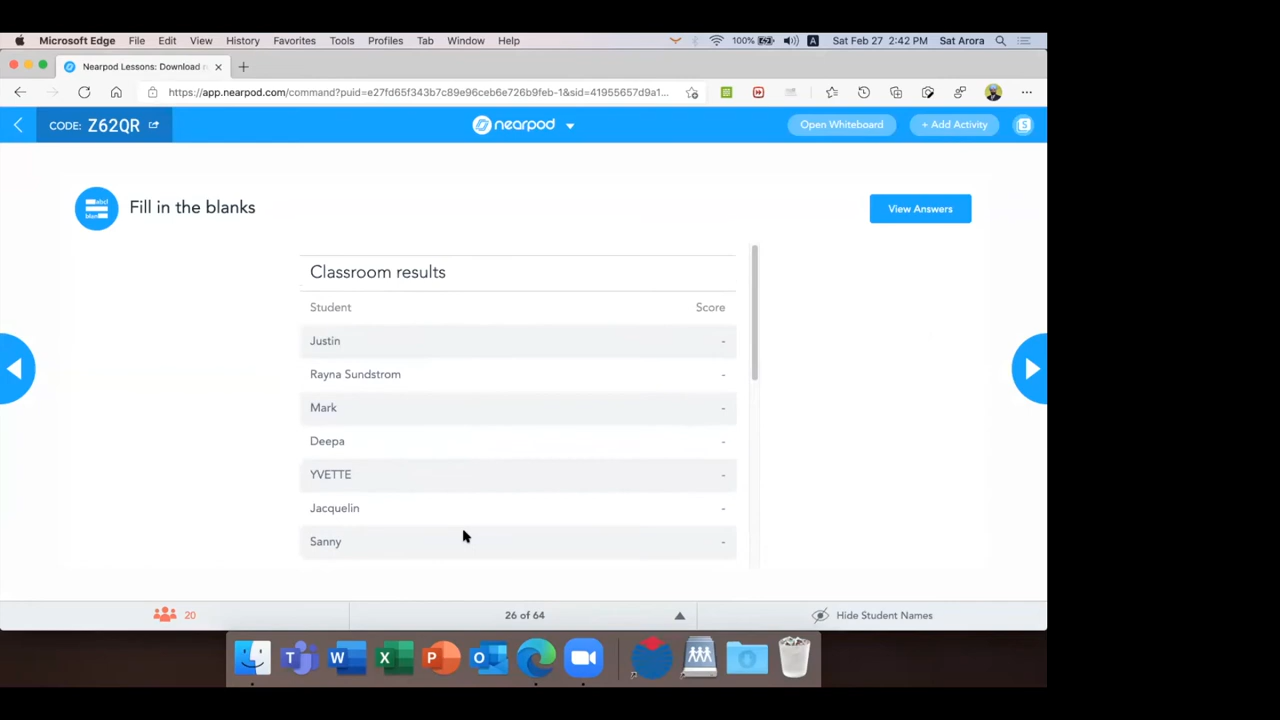 Microsoft Edge File Edit View History Favorites Tools Profiles Tab Window Help 100% A Sat Feb 27 2:42 PM Sat Arora
Nearpod Lessons: Download
https://app.nearpod.com/command?puid=e27fd65f343b7c89e96ceb6e726b9feb-1&sid=41955657d9a1...
CODE: Z62QR nearpod Open Whiteboard + Add Activity S
abcl
blank
Fill in the blanks View Answers
Classroom results
Student Score
Justin -
Rayna Sundstrom -
Mark -
Deepa -
YVETTE -
Jacquelin -
Sanny -
20 26 of 64 Hide Student Names
T W X P O